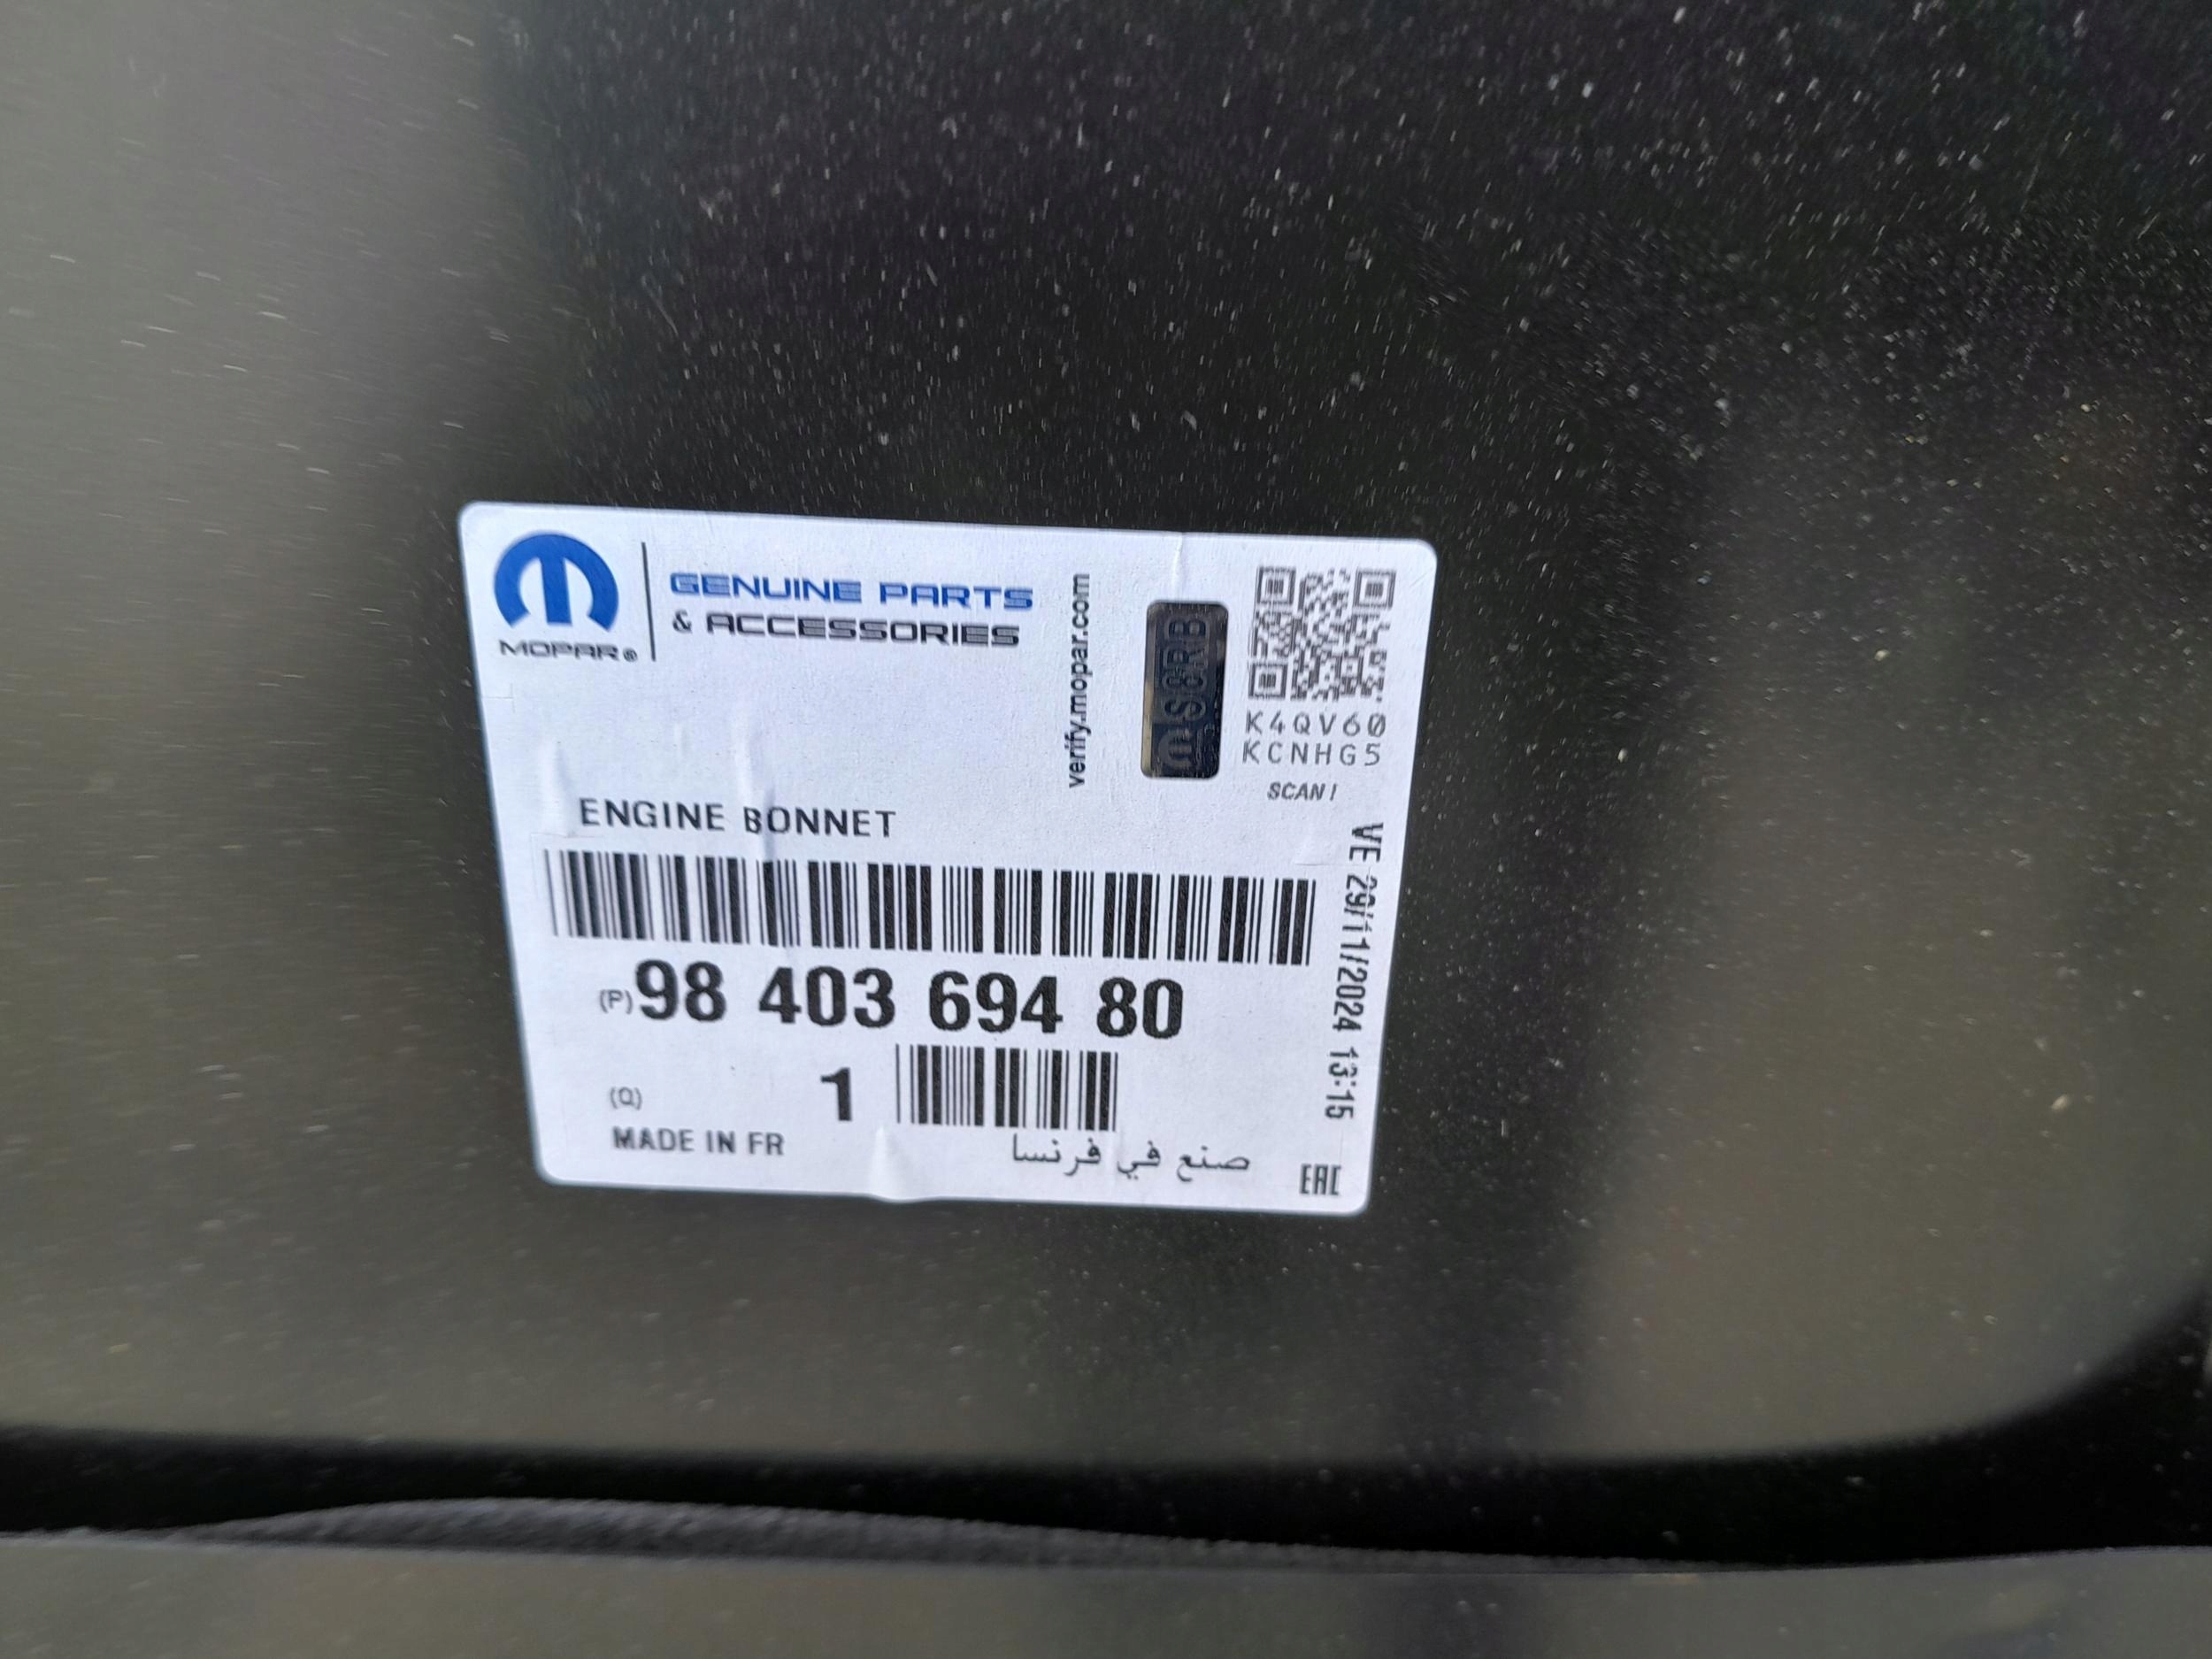 MOPAR®
GENUINE PARTS
& ACCESSORIES
verify.mopar.com
K4QV60
KCNHG5
SCAN!
ENGINE BONNET
(P)98 403 694 80
(Q) 1
MADE IN FR
صنع في فرنسا
VE 29/11/2024 13:15
EAC